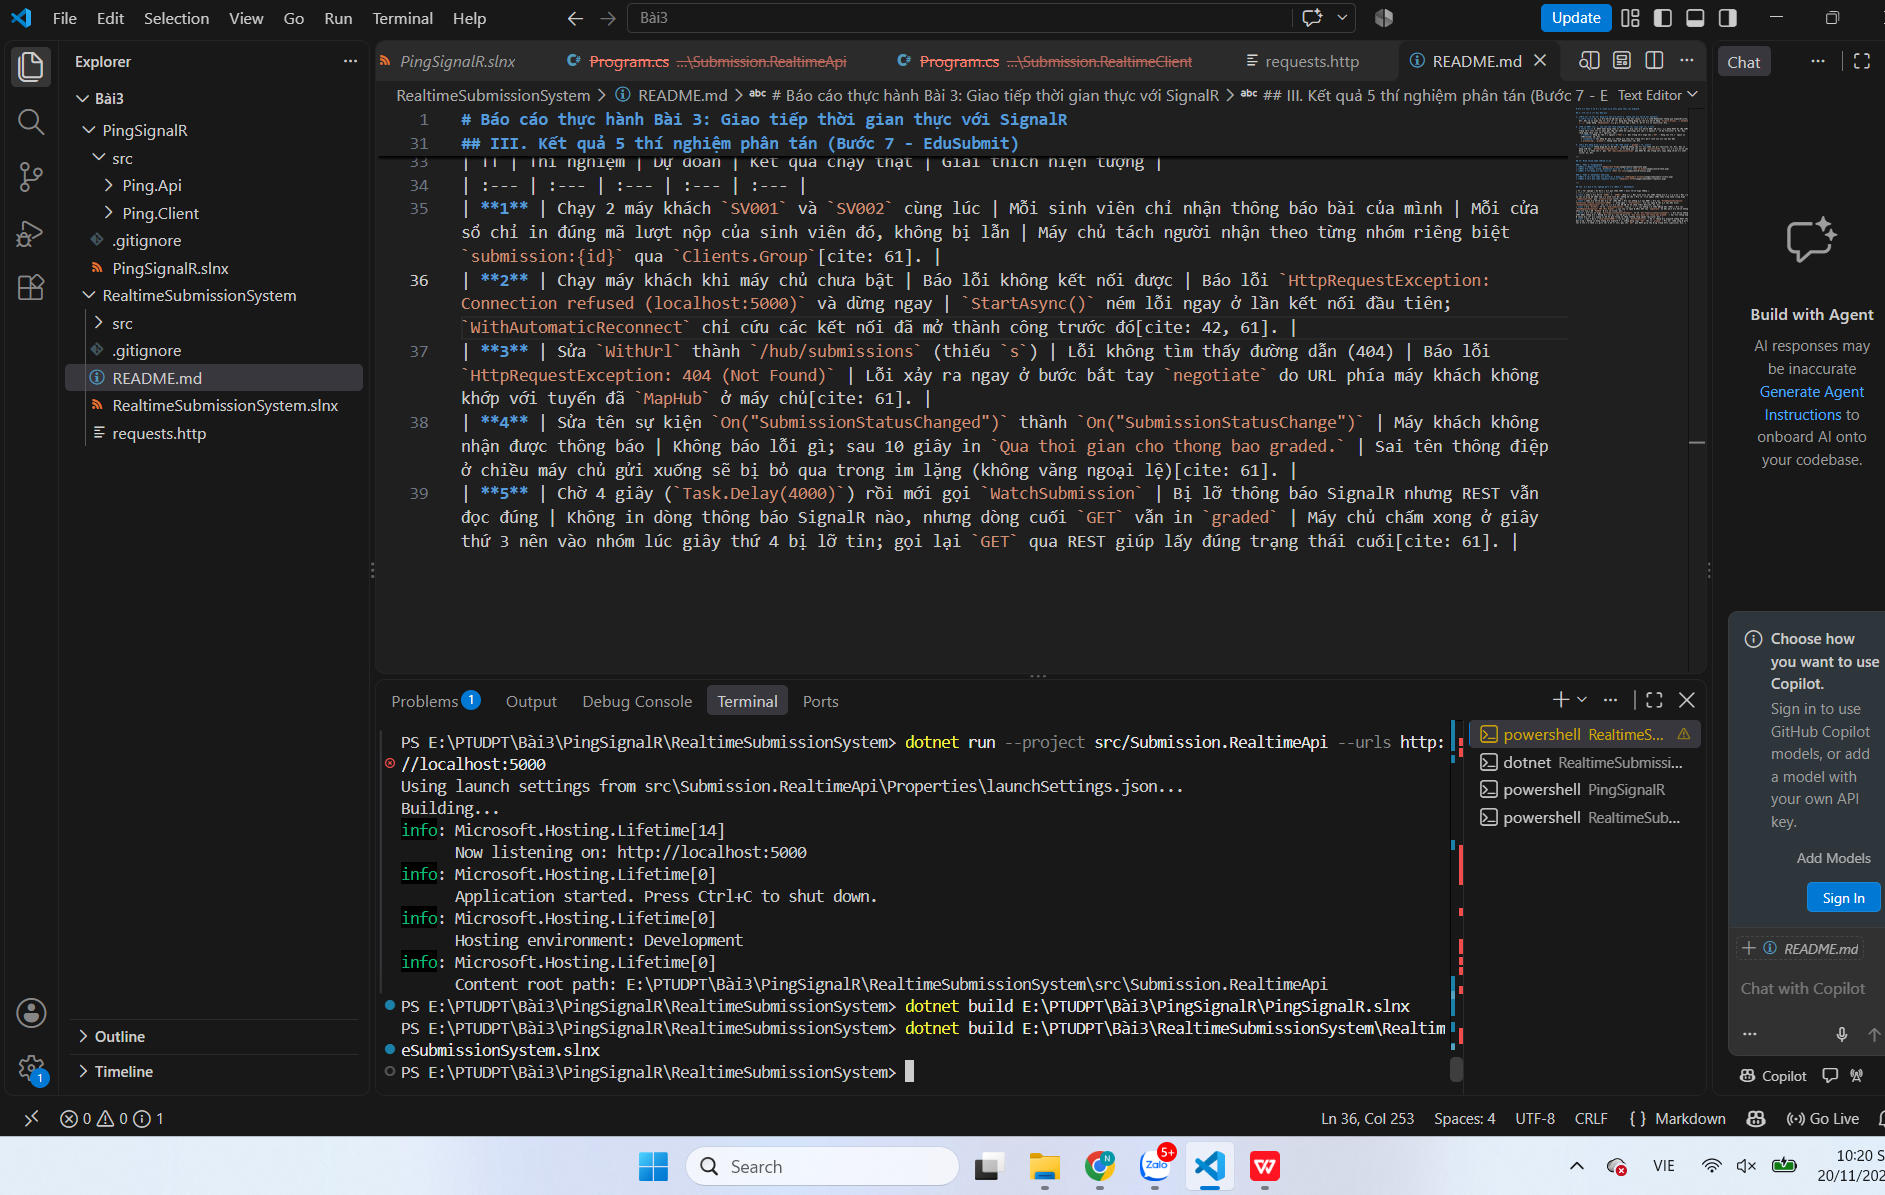 File Edit Selection View Go Run Terminal Help
Bài3
Update
Explorer
Bài3
PingSignalR
src
Ping.Api
Ping.Client
.gitignore
PingSignalR.slnx
RealtimeSubmissionSystem
src
.gitignore
README.md
RealtimeSubmissionSystem.slnx
requests.http
Outline
Timeline
PingSignalR.slnx
Program.cs ...\Submission.RealtimeApi
Program.cs ...\Submission.RealtimeClient
requests.http
README.md
RealtimeSubmissionSystem > README.md > # Báo cáo thực hành Bài 3: Giao tiếp thời gian thực với SignalR > ## III. Kết quả 5 thí nghiệm phân tán (Bước 7 - E
Text Editor
1 # Báo cáo thực hành Bài 3: Giao tiếp thời gian thực với SignalR
31 ## III. Kết quả 5 thí nghiệm phân tán (Bước 7 - EduSubmit)
33 | TT | Thí nghiệm | Dự đoán | Kết quả chạy thật | Giải thích hiện tượng |
34 | :--- | :--- | :--- | :--- | :--- |
35 | **1** | Chạy 2 máy khách `SV001` và `SV002` cùng lúc | Mỗi sinh viên chỉ nhận thông báo bài của mình | Mỗi cửa
sổ chỉ in đúng mã lượt nộp của sinh viên đó, không bị lẫn | Máy chủ tách người nhận theo từng nhóm riêng biệt
`submission:{id}` qua `Clients.Group`[cite: 61]. |
36 | **2** | Chạy máy khách khi máy chủ chưa bật | Báo lỗi không kết nối được | Báo lỗi `HttpRequestException:
Connection refused (localhost:5000)` và dừng ngay | `StartAsync()` ném lỗi ngay ở lần kết nối đầu tiên;
`WithAutomaticReconnect` chỉ cứu các kết nối đã mở thành công trước đó[cite: 42, 61]. |
37 | **3** | Sửa `WithUrl` thành `/hub/submissions` (thiếu `s`) | Lỗi không tìm thấy đường dẫn (404) | Báo lỗi
`HttpRequestException: 404 (Not Found)` | Lỗi xảy ra ngay ở bước bắt tay `negotiate` do URL phía máy khách không
khớp với tuyến đã `MapHub` ở máy chủ[cite: 61]. |
38 | **4** | Sửa tên sự kiện `On("SubmissionStatusChanged")` thành `On("SubmissionStatusChange")` | Máy khách không
nhận được thông báo | Không báo lỗi gì; sau 10 giây in `Qua thoi gian cho thong bao graded.` | Sai tên thông điệp
ở chiều máy chủ gửi xuống sẽ bị bỏ qua trong im lặng (không văng ngoại lệ)[cite: 61]. |
39 | **5** | Chờ 4 giây (`Task.Delay(4000)`) rồi mới gọi `WatchSubmission` | Bị lỡ thông báo SignalR nhưng REST vẫn
đọc đúng | Không in dòng thông báo SignalR nào, nhưng dòng cuối `GET` vẫn in `graded` | Máy chủ chấm xong ở giây
thứ 3 nên vào nhóm lúc giây thứ 4 bị lỡ tin; gọi lại `GET` qua REST giúp lấy đúng trạng thái cuối[cite: 61]. |
Problems 1 Output Debug Console Terminal Ports
PS E:\PTUDPT\Bài3\PingSignalR\RealtimeSubmissionSystem> dotnet run --project src/Submission.RealtimeApi --urls http:
//localhost:5000
Using launch settings from src\Submission.RealtimeApi\Properties\launchSettings.json...
Building...
info: Microsoft.Hosting.Lifetime[14]
Now listening on: http://localhost:5000
info: Microsoft.Hosting.Lifetime[0]
Application started. Press Ctrl+C to shut down.
info: Microsoft.Hosting.Lifetime[0]
Hosting environment: Development
info: Microsoft.Hosting.Lifetime[0]
Content root path: E:\PTUDPT\Bài3\PingSignalR\RealtimeSubmissionSystem\src\Submission.RealtimeApi
PS E:\PTUDPT\Bài3\PingSignalR\RealtimeSubmissionSystem> dotnet build E:\PTUDPT\Bài3\PingSignalR\PingSignalR.slnx
PS E:\PTUDPT\Bài3\PingSignalR\RealtimeSubmissionSystem> dotnet build E:\PTUDPT\Bài3\RealtimeSubmissionSystem\Realtim
eSubmissionSystem.slnx
PS E:\PTUDPT\Bài3\PingSignalR\RealtimeSubmissionSystem>
powershell RealtimeS...
dotnet RealtimeSubmissi...
powershell PingSignalR
powershell RealtimeSub...
Chat
Build with Agent
AI responses may
be inaccurate
Generate Agent
Instructions to
onboard AI onto
your codebase.
Choose how
you want to use
Copilot.
Sign in to use
GitHub Copilot
models, or add
a model with
your own API
key.
Add Models
Sign In
README.md
Chat with Copilot
Copilot
1
0 0 1
Ln 36, Col 253 Spaces: 4 UTF-8 CRLF { } Markdown Go Live
Search
N
Zalo
5+
W
VIE
10:20 S
20/11/202